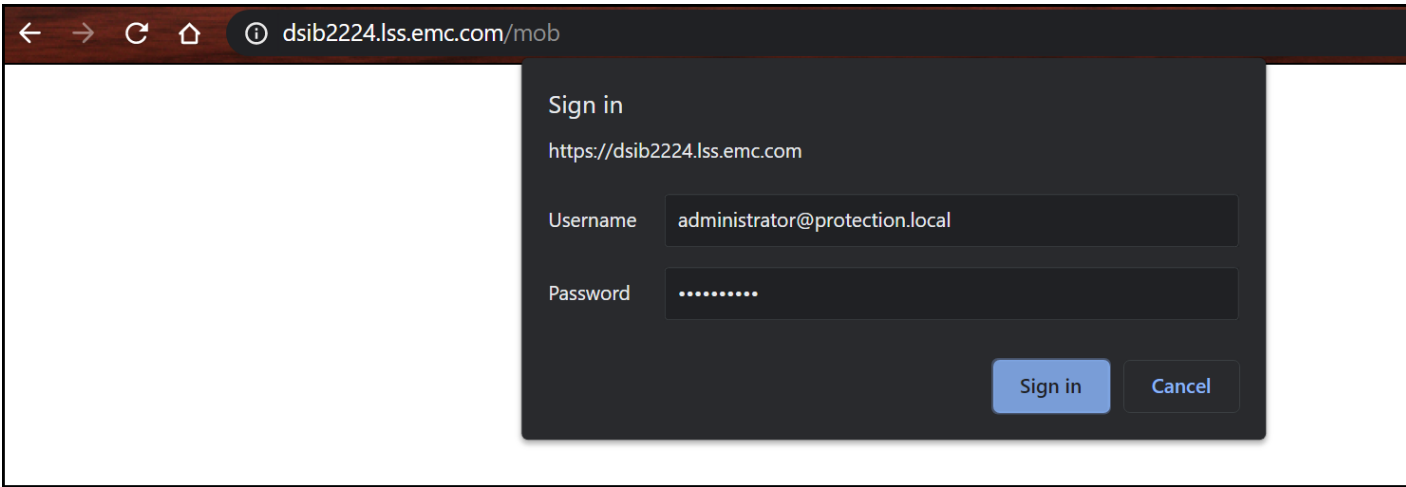 dsib2224.lss.emc.com/mob
Sign in
https://dsib2224.lss.emc.com
Username administrator@protection.local
Password ••••••••••
Sign in Cancel